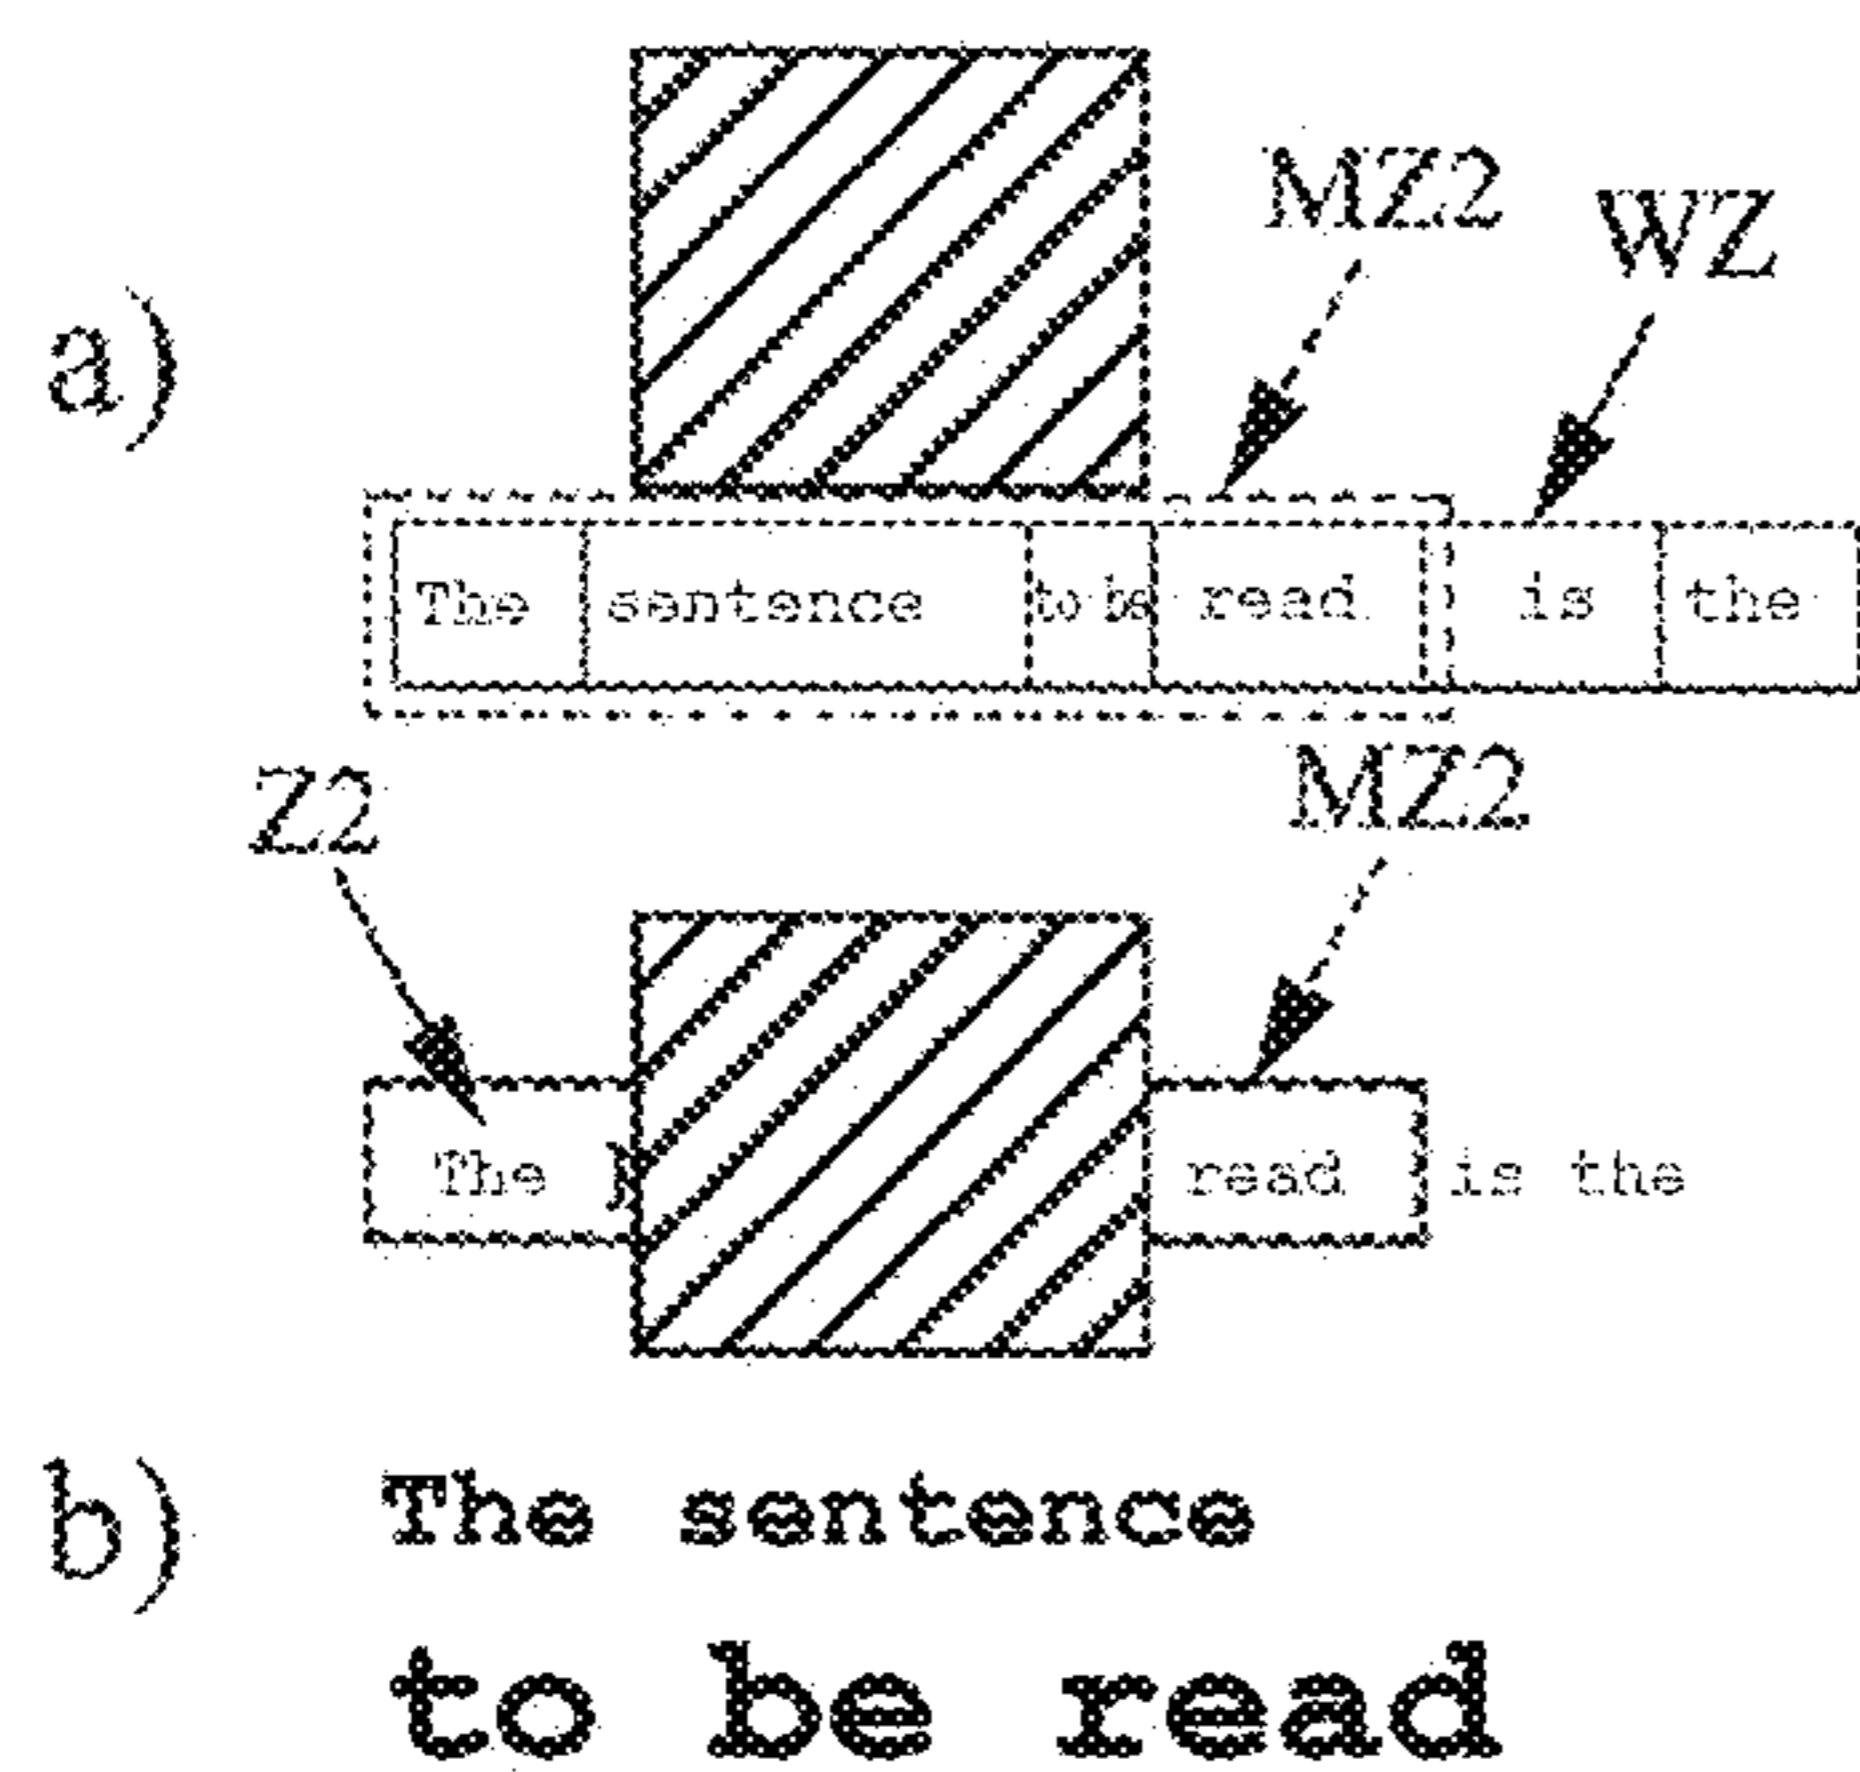 MZ2
WZ
a)
The sentence to be read is the
Z2
MZ2
The read is the
b) The sentence
to be read